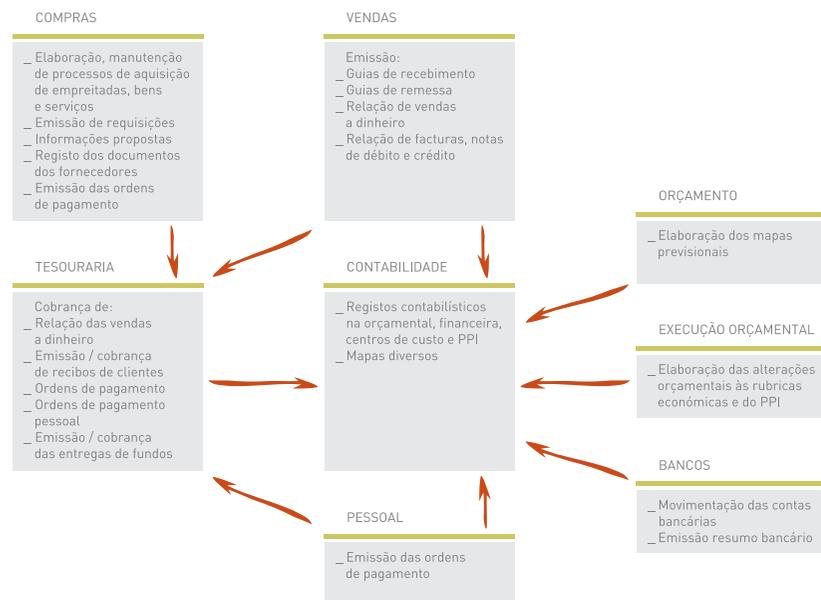 COMPRAS
_ Elaboração, manutenção
de processos de aquisição
de empreitadas, bens
e serviços
_ Emissão de requisições
_ Informações propostas
_ Registo dos documentos
dos fornecedores
_ Emissão das ordens
de pagamento
VENDAS
Emissão:
_ Guias de recebimento
_ Guias de remessa
_ Relação de vendas
a dinheiro
_ Relação de facturas, notas
de débito e crédito
TESOURARIA
Cobrança de:
_ Relação das vendas
a dinheiro
_ Emissão / cobrança
de recibos de clientes
_ Ordens de pagamento
_ Ordens de pagamento
pessoal
_ Emissão / cobrança
das entregas de fundos
CONTABILIDADE
_ Registos contabilísticos
na orçamental, financeira,
centros de custo e PPI
_ Mapas diversos
ORÇAMENTO
_ Elaboração dos mapas
previsionais
EXECUÇÃO ORÇAMENTAL
_ Elaboração das alterações
orçamentais às rubricas
económicas e do PPI
BANCOS
_ Movimentação das contas
bancárias
_ Emissão resumo bancário
PESSOAL
_ Emissão das ordens
de pagamento